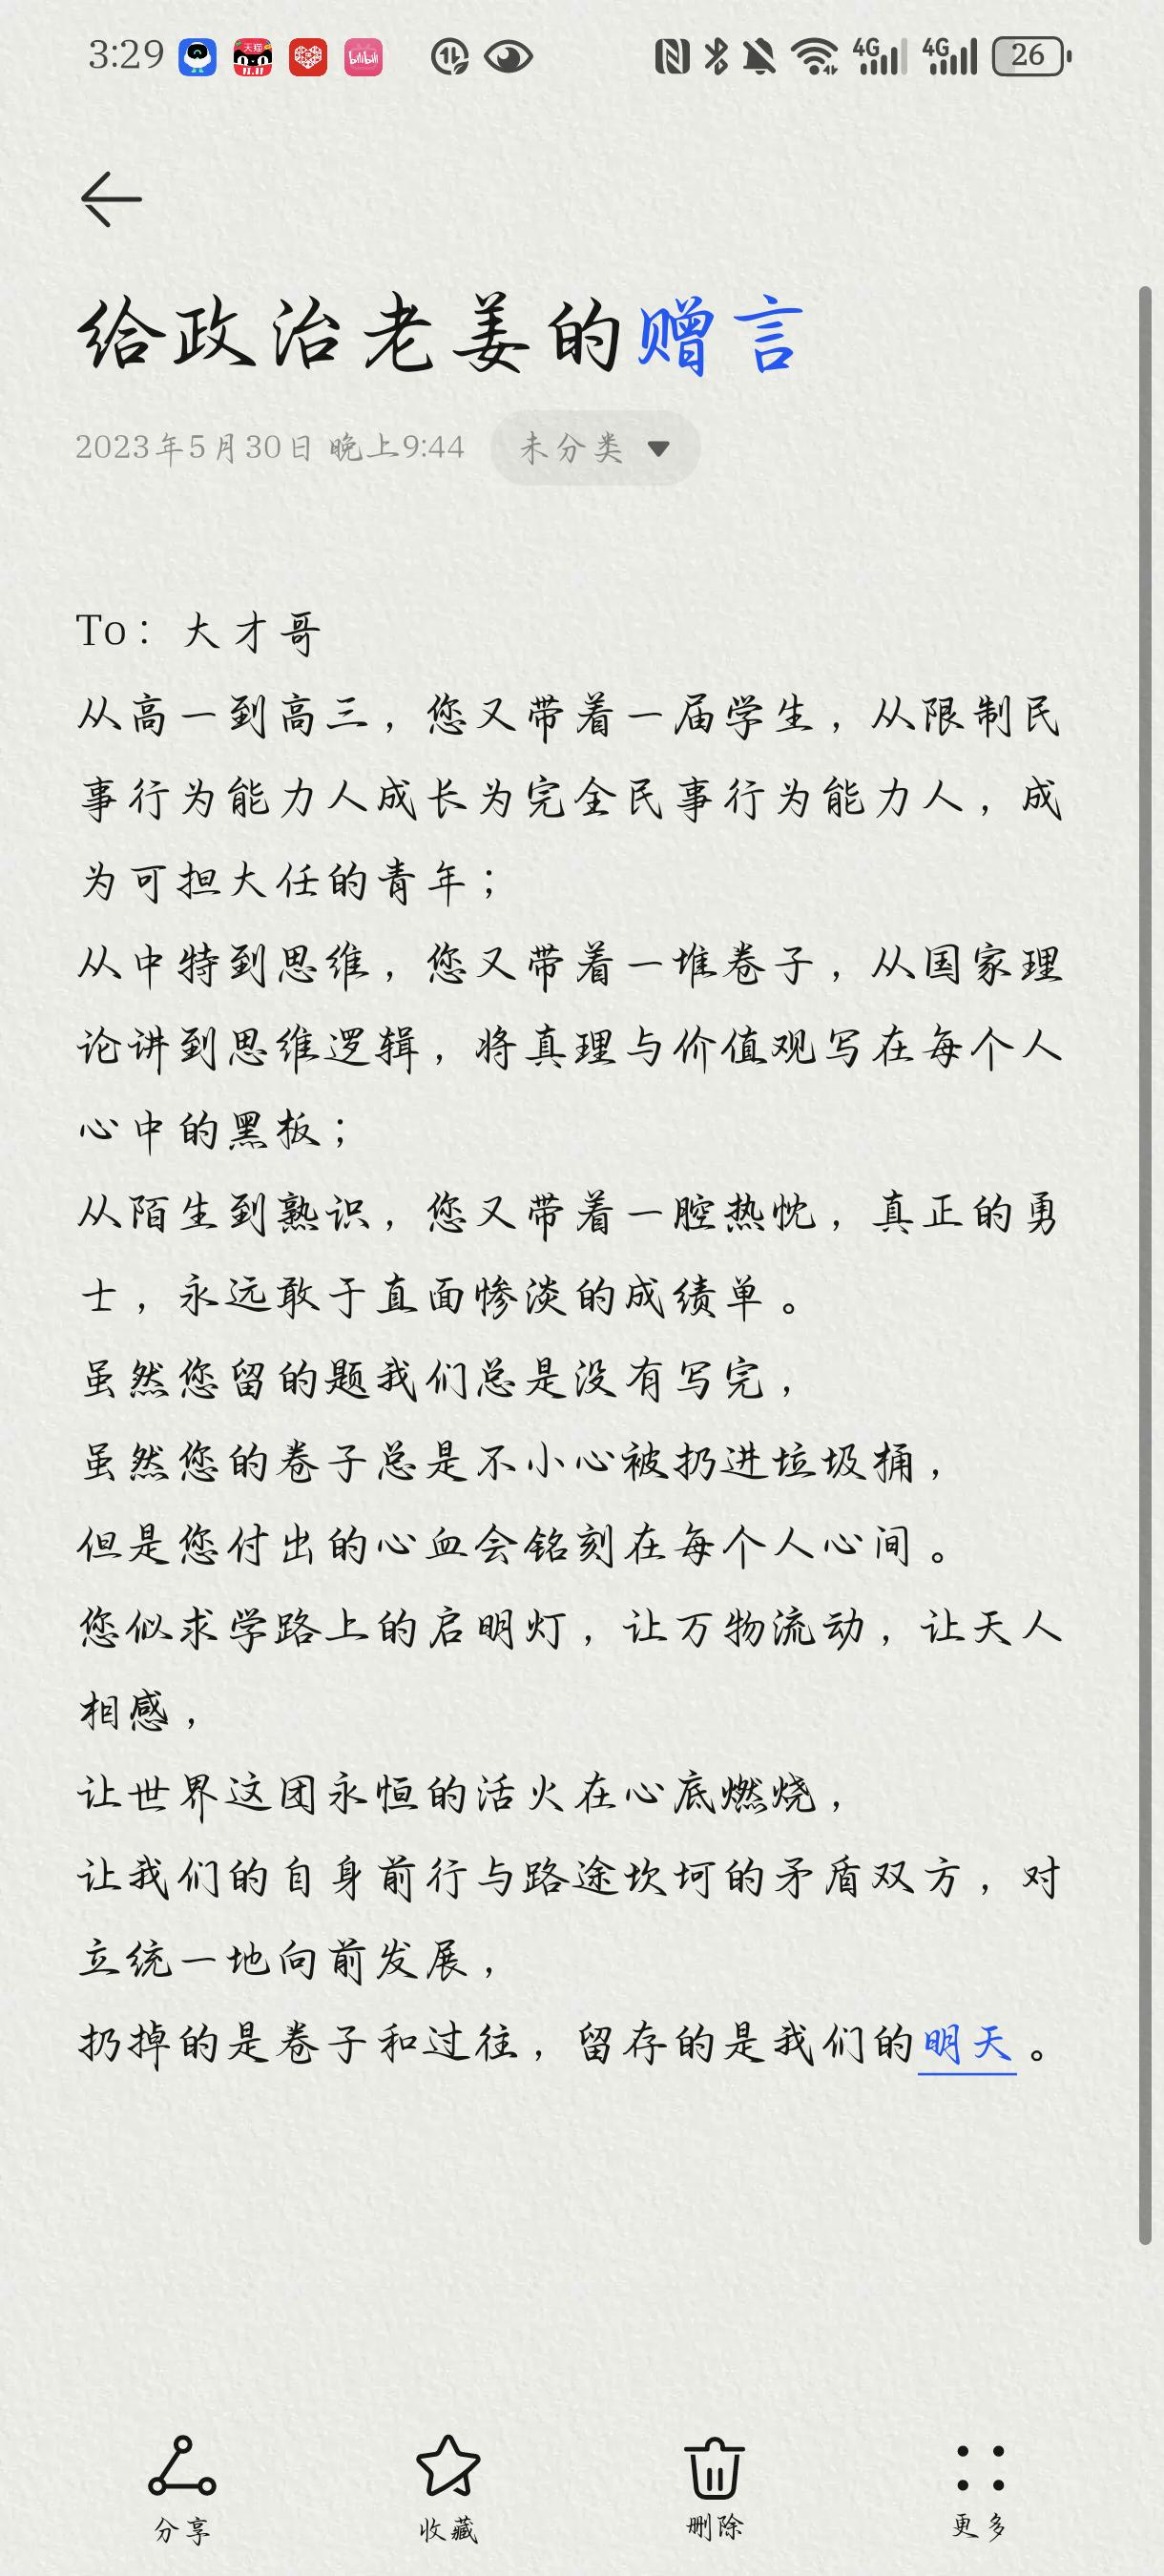 3:29
天猫
11.11
bilibili
4G
4G
26
给政治老姜的赠言
2023年5月30日 晚上9:44
未分类
To：大才哥
从高一到高三，您又带着一届学生，从限制民
事行为能力人成长为完全民事行为能力人，成
为可担大任的青年；
从中特到思维，您又带着一堆卷子，从国家理
论讲到思维逻辑，将真理与价值观写在每个人
心中的黑板；
从陌生到熟识，您又带着一腔热忱，真正的勇
士，永远敢于直面惨淡的成绩单。
虽然您留的题我们总是没有写完，
虽然您的卷子总是不小心被扔进垃圾桶，
但是您付出的心血会铭刻在每个人心间。
您似求学路上的启明灯，让万物流动，让天人
相感，
让世界这团永恒的活火在心底燃烧，
让我们的自身前行与路途坎坷的矛盾双方，对
立统一地向前发展，
扔掉的是卷子和过往，留存的是我们的明天。
分享
收藏
删除
更多